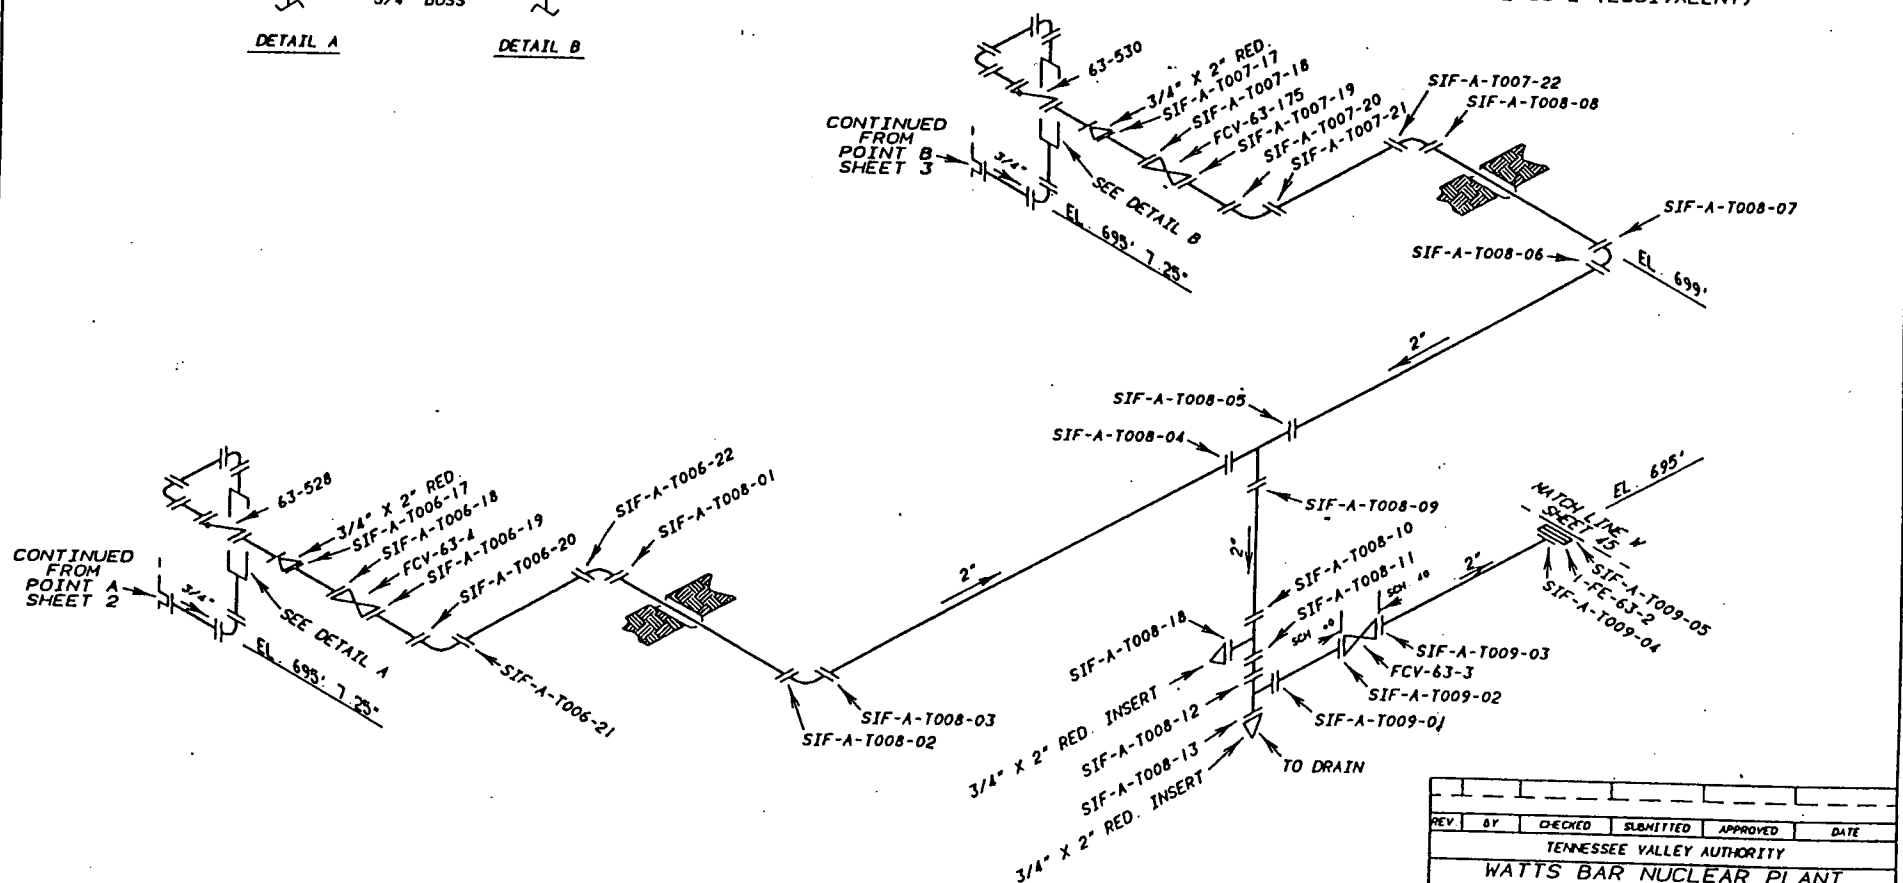 3/4" BOSS
DETAIL A
DETAIL B
(EQUIVALENT)
63-530
3/4" X 2" RED.
SIF-A-T007-17
SIF-A-T007-18
FCV-63-175
SIF-A-T007-19
SIF-A-T007-20
SIF-A-T007-21
SIF-A-T007-22
SIF-A-T008-08
CONTINUED
FROM
POINT B
SHEET 3
3/4"
SEE DETAIL B
EL. 695' 7.25"
SIF-A-T008-07
SIF-A-T008-06
EL. 699'
2"
SIF-A-T008-05
SIF-A-T008-04
63-528
3/4" X 2" RED.
SIF-A-T006-17
SIF-A-T006-18
FCV-63-4
SIF-A-T006-19
SIF-A-T006-20
SIF-A-T006-22
SIF-A-T008-01
CONTINUED
FROM
POINT A
SHEET 2
3/4"
SEE DETAIL A
EL. 695' 7.25"
SIF-A-T006-21
2"
SIF-A-T008-03
SIF-A-T008-02
SIF-A-T008-09
2"
SIF-A-T008-10
SIF-A-T008-11
SCH 40
SCH 40
2"
MATCH LINE W
SHEET 45
EL. 695'
SIF-A-T009-05
1-FE-63-2
SIF-A-T009-04
SIF-A-T008-18
3/4" X 2" RED. INSERT
SIF-A-T008-12
SIF-A-T008-13
3/4" X 2" RED. INSERT
SIF-A-T009-03
FCV-63-3
SIF-A-T009-02
SIF-A-T009-01
TO DRAIN
REV BY CHECKED SUBMITTED APPROVED DATE
TENNESSEE VALLEY AUTHORITY
WATTS BAR NUCLEAR PLANT